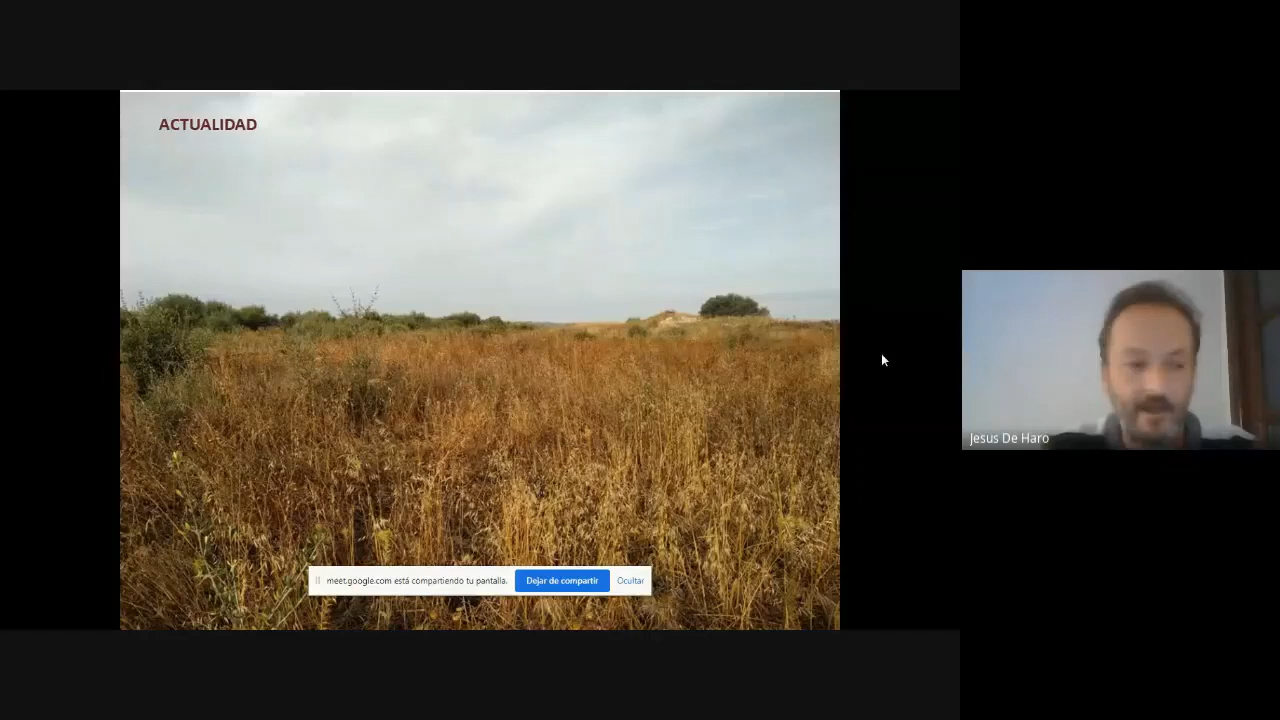 ACTUALIDAD
meet.google.com está compartiendo tu pantalla. Dejar de compartir Ocultar
Jesus De Haro